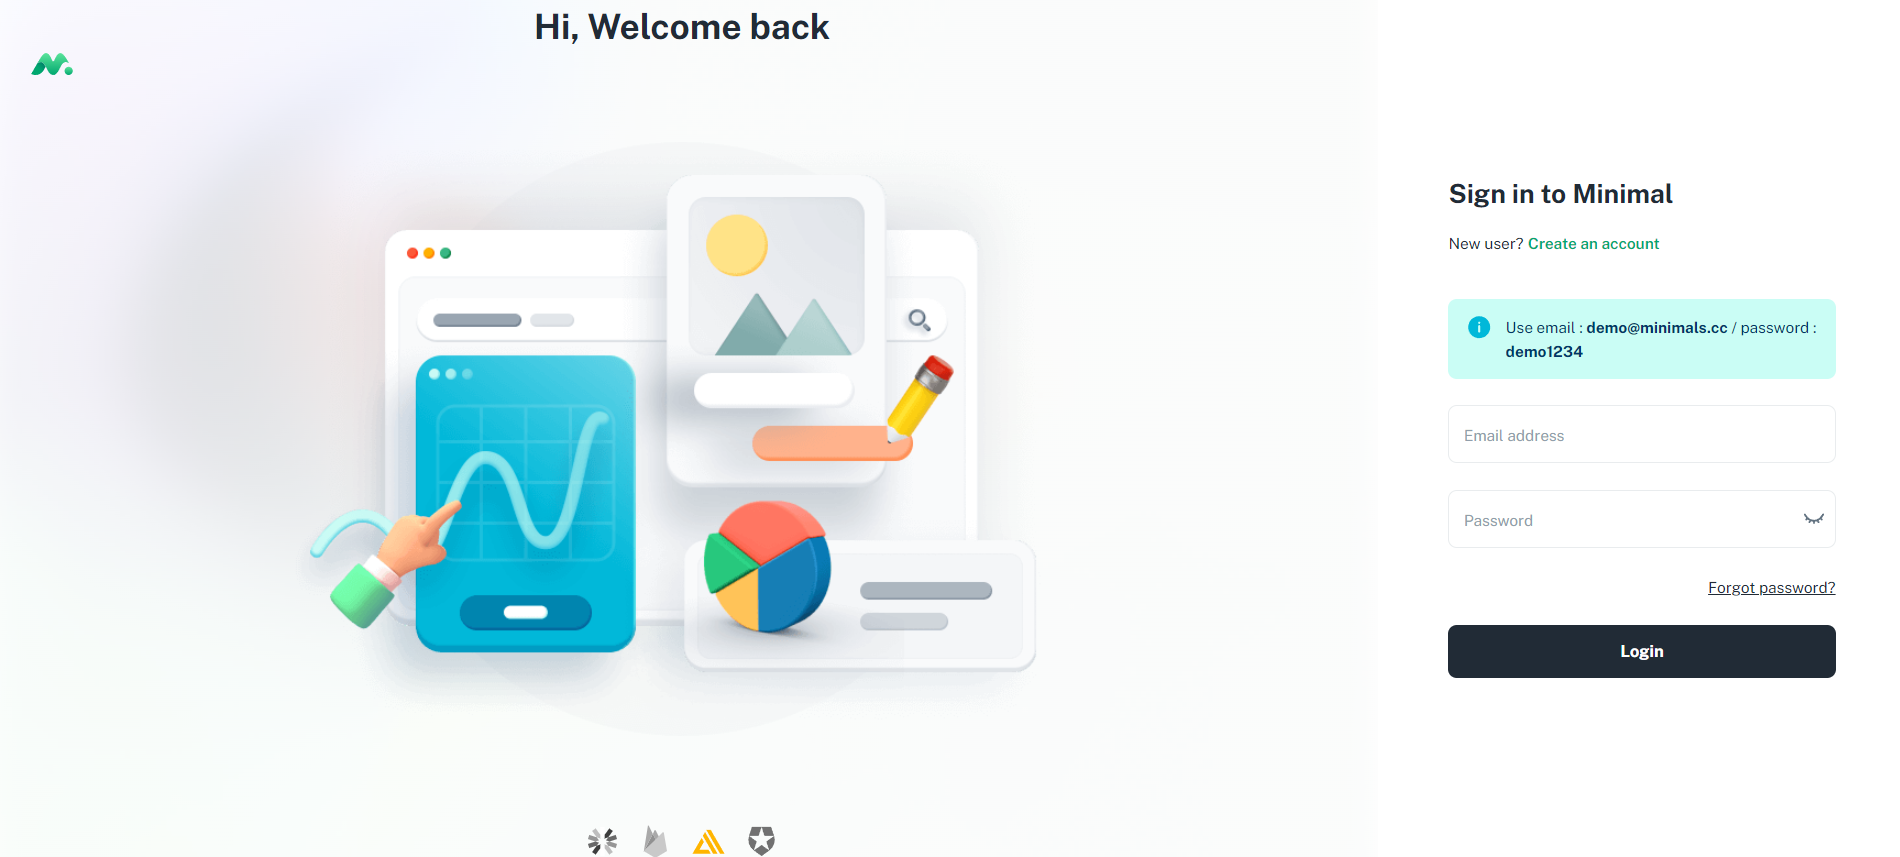 Hi, Welcome back
Sign in to Minimal
New user? Create an account
Use email : demo@minimals.cc / password :
demo1234
Email address
Password
Forgot password?
Login